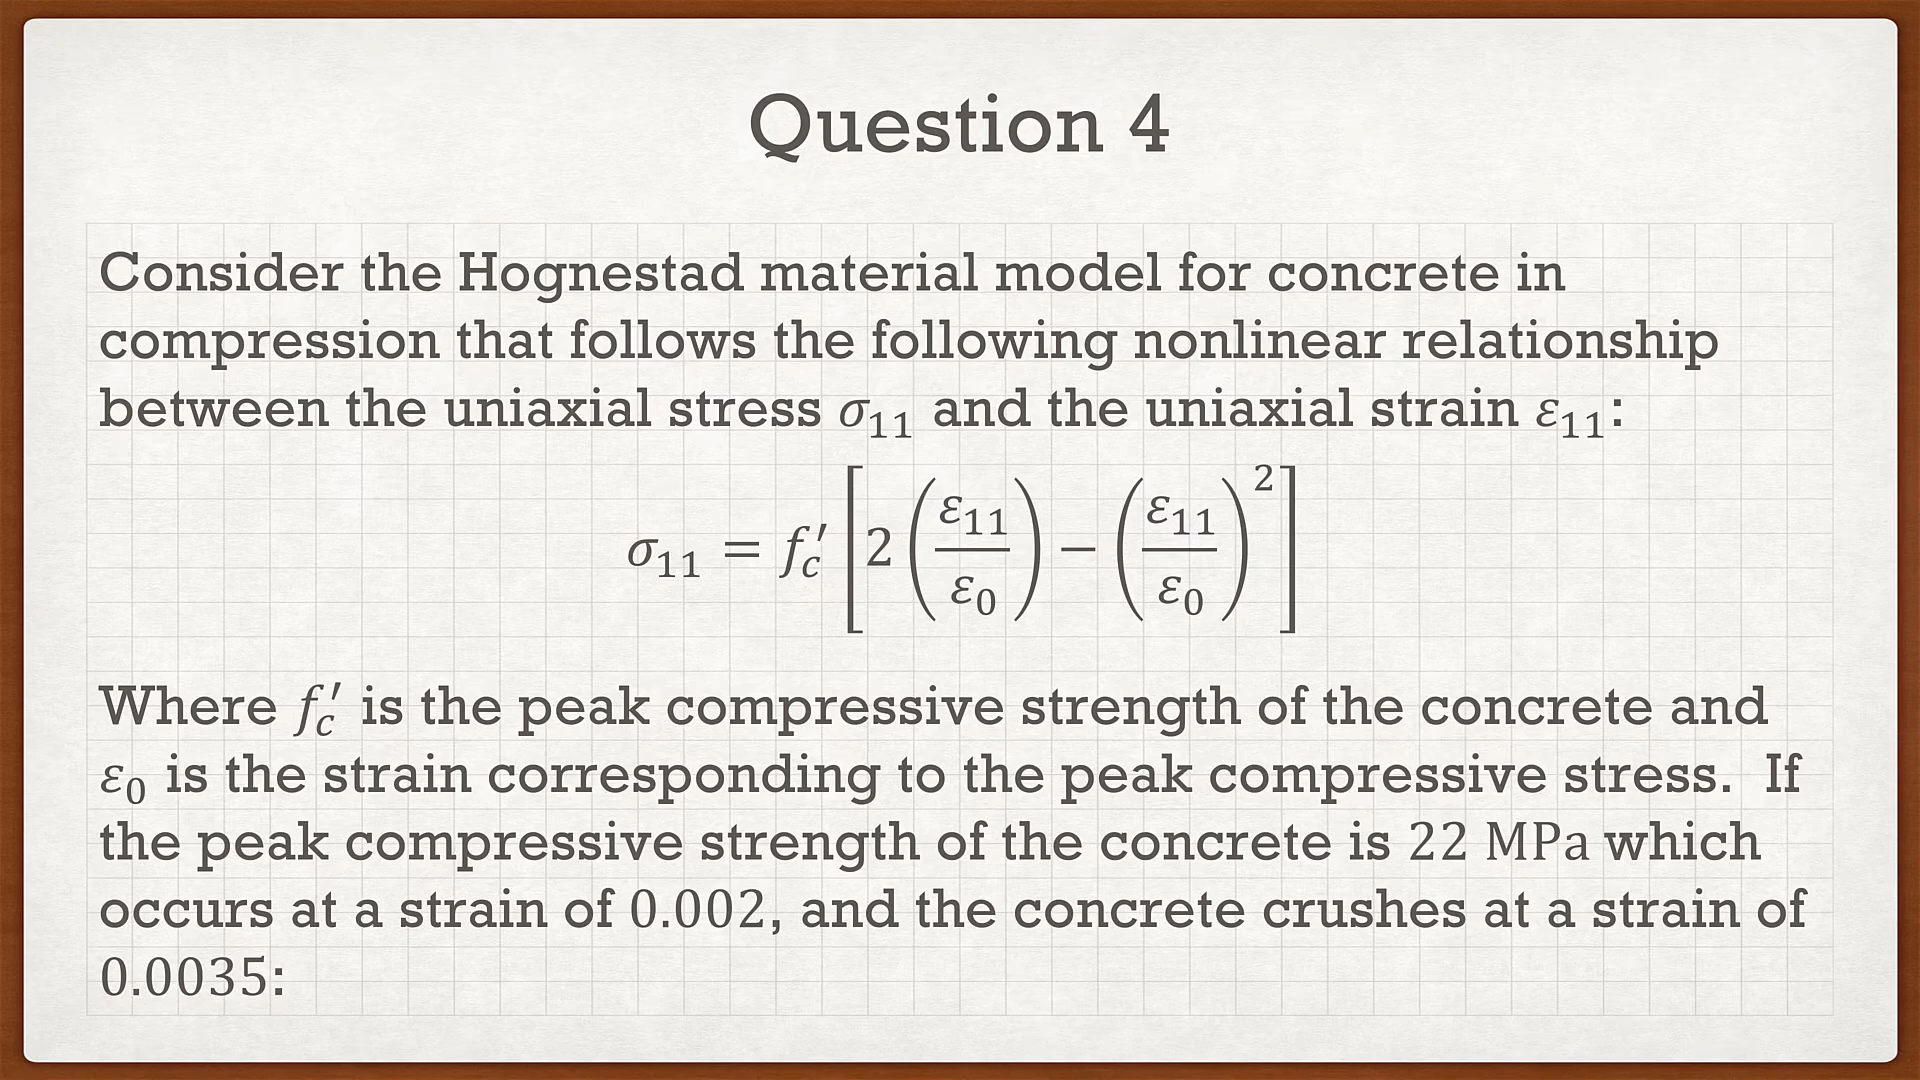 Question 4
Consider the Hognestad material model for concrete in
compression that follows the following nonlinear relationship
between the uniaxial stress σ₁₁ and the uniaxial strain ε₁₁:
σ₁₁ = f′c [2 (ε₁₁/ε₀) − (ε₁₁/ε₀)²]
Where f′c is the peak compressive strength of the concrete and
ε₀ is the strain corresponding to the peak compressive stress.  If
the peak compressive strength of the concrete is 22 MPa which
occurs at a strain of 0.002, and the concrete crushes at a strain of
0.0035: